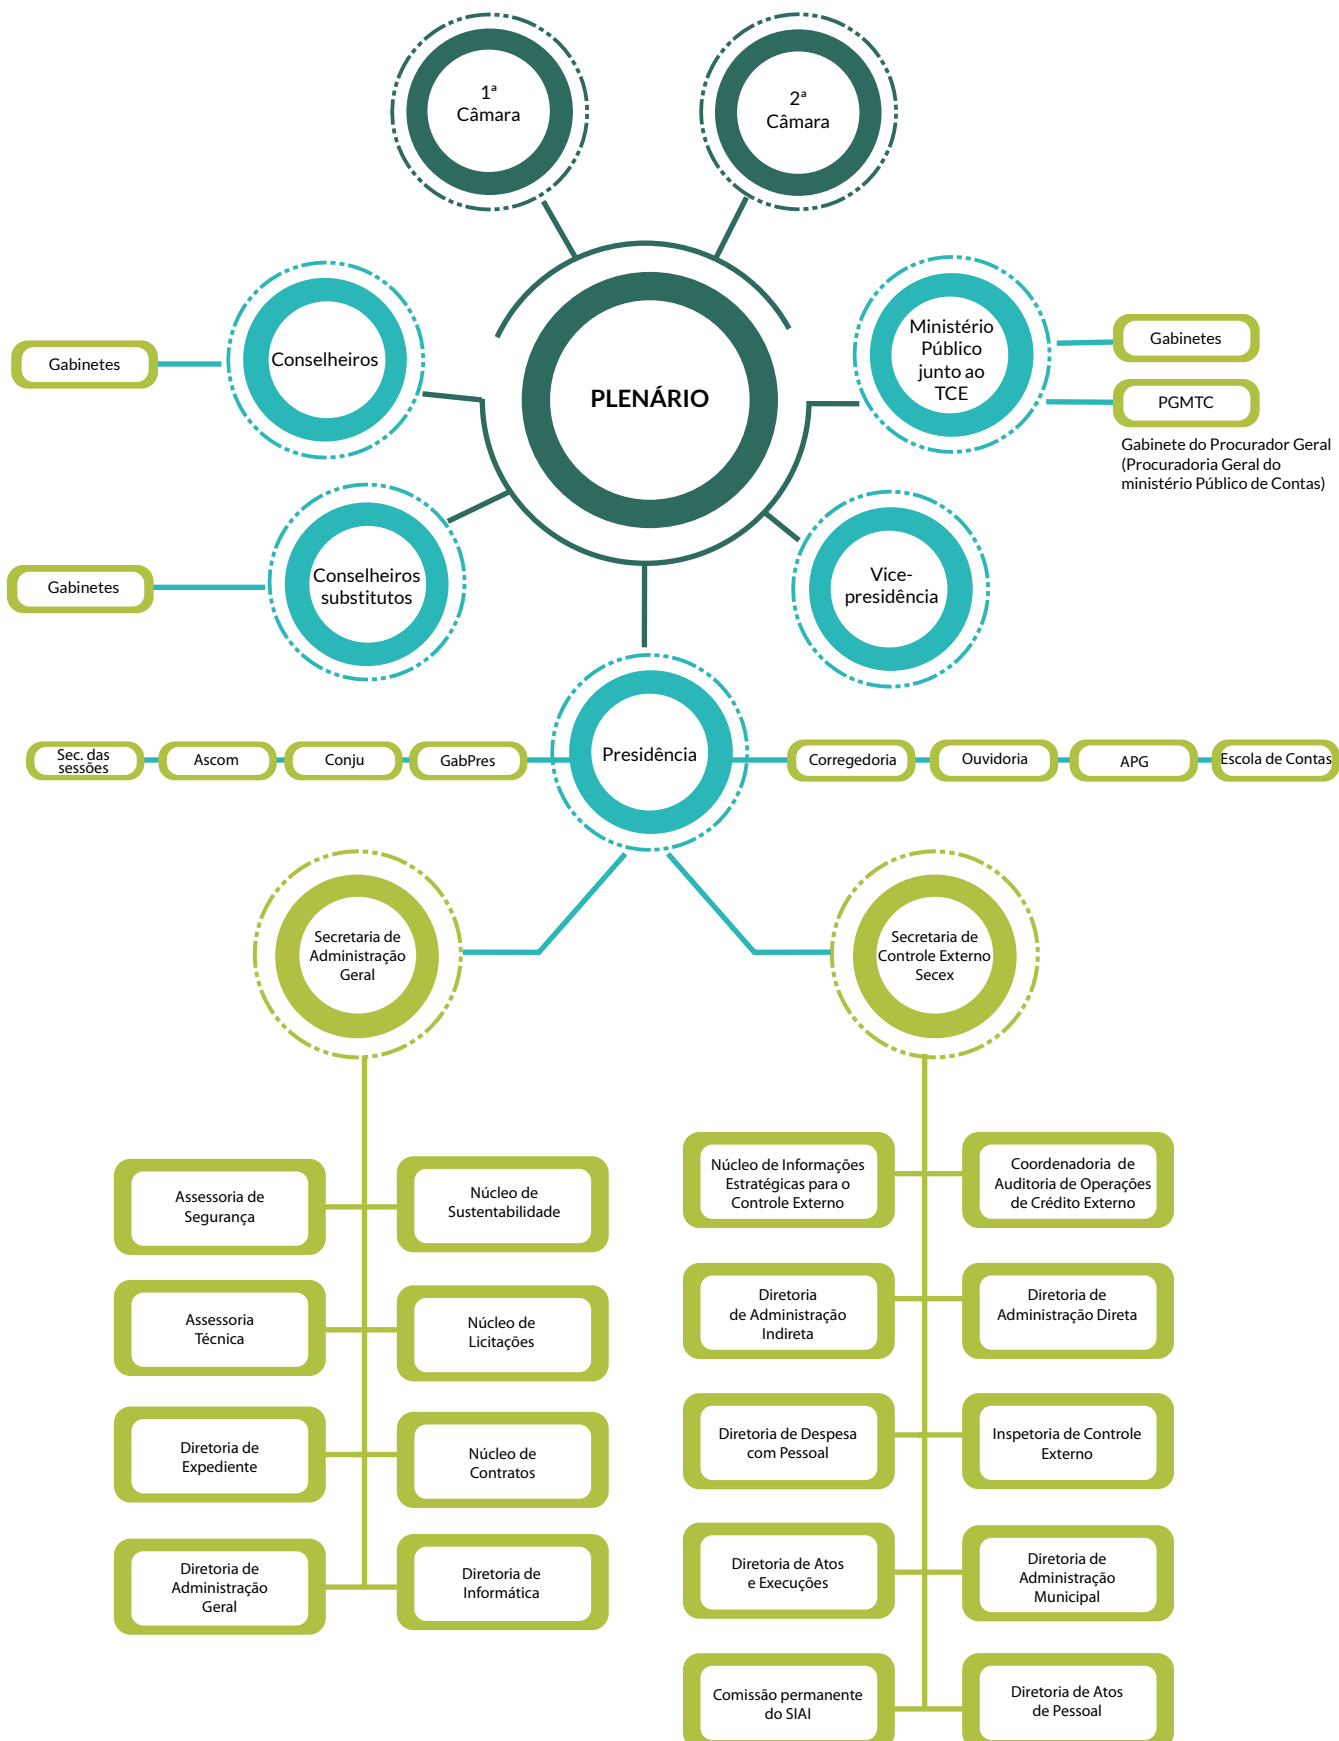 1ª
Câmara
2ª
Câmara
PLENÁRIO
Conselheiros
Gabinetes
Ministério
Público
junto ao
TCE
Gabinetes
PGMTC
Gabinete do Procurador Geral
(Procuradoria Geral do
ministério Público de Contas)
Conselheiros
substitutos
Gabinetes
Vice-
presidência
Presidência
Sec. das
sessões
Ascom
Conju
GabPres
Corregedoria
Ouvidoria
APG
Escola de Contas
Secretaria de
Administração
Geral
Secretaria de
Controle Externo
Secex
Assessoria de
Segurança
Núcleo de
Sustentabilidade
Assessoria
Técnica
Núcleo de
Licitações
Diretoria de
Expediente
Núcleo de
Contratos
Diretoria de
Administração
Geral
Diretoria de
Informática
Núcleo de Informações
Estratégicas para o
Controle Externo
Coordenadoria de
Auditoria de Operações
de Crédito Externo
Diretoria
de Administração
Indireta
Diretoria de
Administração Direta
Diretoria de Despesa
com Pessoal
Inspetoria de Controle
Externo
Diretoria de Atos
e Execuções
Diretoria de
Administração
Municipal
Comissão permanente
do SIAI
Diretoria de Atos
de Pessoal